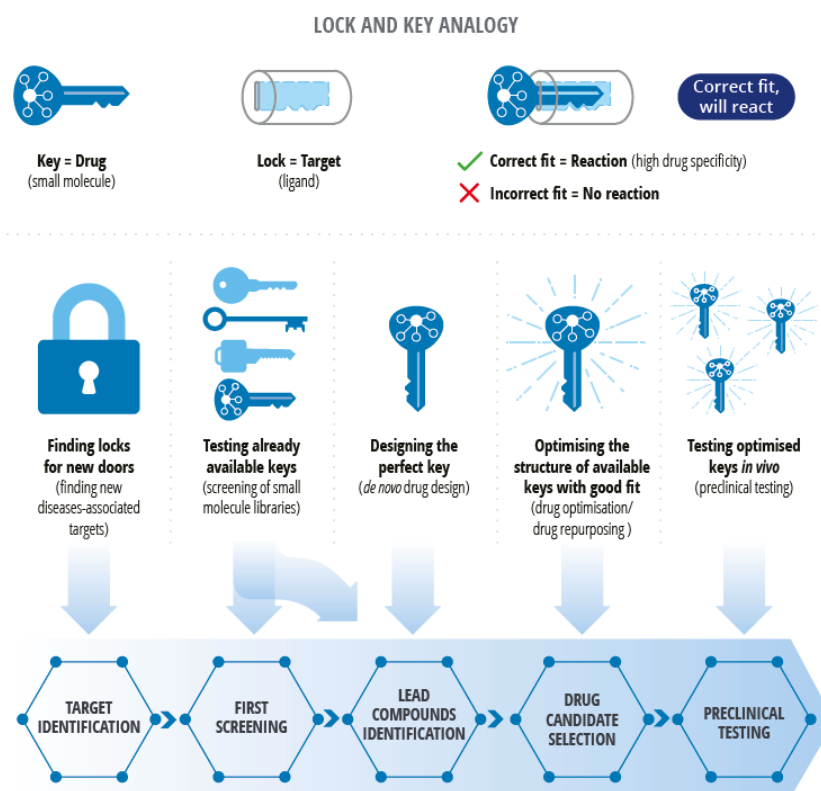 LOCK AND KEY ANALOGY
Key = Drug
(small molecule)
Lock = Target
(ligand)
Correct fit = Reaction (high drug specificity)
Incorrect fit = No reaction
Correct fit,
will react
Finding locks
for new doors
(finding new
diseases-associated
targets)
Testing already
available keys
(screening of small
molecule libraries)
Designing the
perfect key
(de novo drug design)
Optimising the
structure of available
keys with good fit
(drug optimisation/
drug repurposing )
Testing optimised
keys in vivo
(preclinical testing)
TARGET
IDENTIFICATION
FIRST
SCREENING
LEAD
COMPOUNDS
IDENTIFICATION
DRUG
CANDIDATE
SELECTION
PRECLINICAL
TESTING